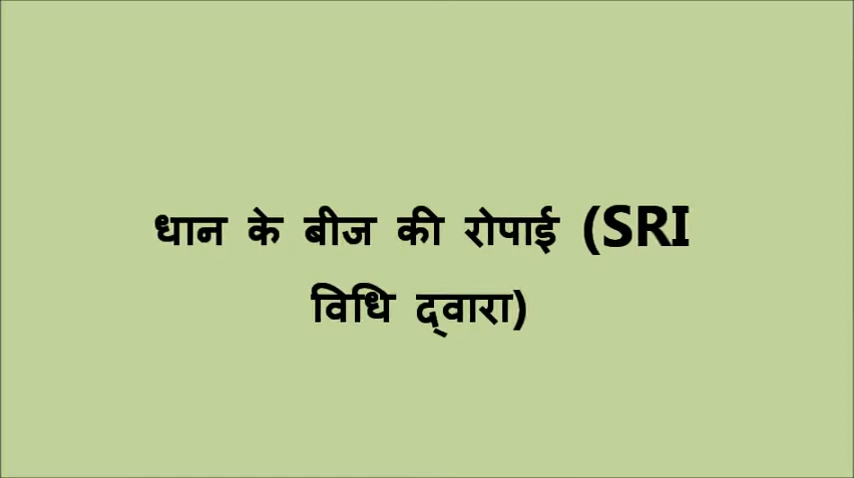 धान के बीज की रोपाई (SRI
विधि द्वारा)